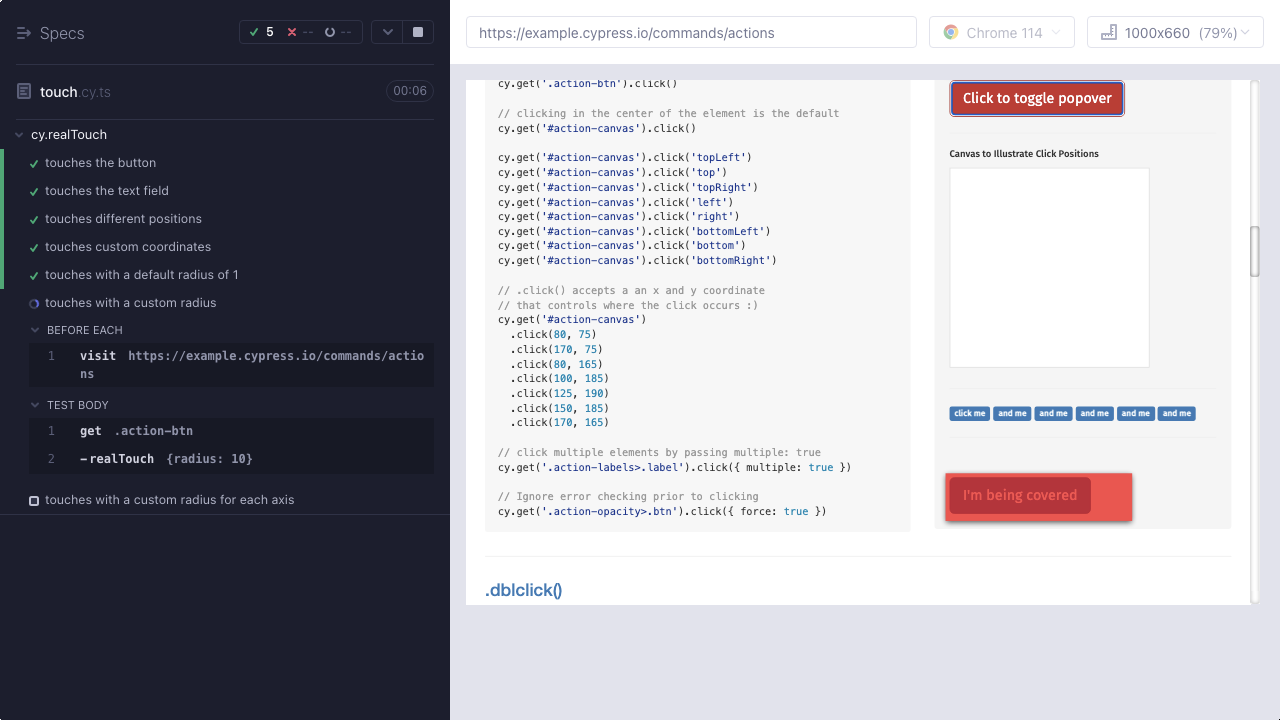 Specs
5 -- --
touch.cy.ts
00:06
cy.realTouch
touches the button
touches the text field
touches different positions
touches custom coordinates
touches with a default radius of 1
touches with a custom radius
BEFORE EACH
1 visit https://example.cypress.io/commands/actio
ns
TEST BODY
1 get .action-btn
2 -realTouch {radius: 10}
touches with a custom radius for each axis
https://example.cypress.io/commands/actions
Chrome 114
1000x660 (79%)
cy.get('.action-btn').click()
// clicking in the center of the element is the default
cy.get('#action-canvas').click()
cy.get('#action-canvas').click('topLeft')
cy.get('#action-canvas').click('top')
cy.get('#action-canvas').click('topRight')
cy.get('#action-canvas').click('left')
cy.get('#action-canvas').click('right')
cy.get('#action-canvas').click('bottomLeft')
cy.get('#action-canvas').click('bottom')
cy.get('#action-canvas').click('bottomRight')
// .click() accepts a an x and y coordinate
// that controls where the click occurs :)
cy.get('#action-canvas')
.click(80, 75)
.click(170, 75)
.click(80, 165)
.click(100, 185)
.click(125, 190)
.click(150, 185)
.click(170, 165)
// click multiple elements by passing multiple: true
cy.get('.action-labels>.label').click({ multiple: true })
// Ignore error checking prior to clicking
cy.get('.action-opacity>.btn').click({ force: true })
Click to toggle popover
Canvas to Illustrate Click Positions
click me and me and me and me and me and me
I'm being covered
.dblclick()